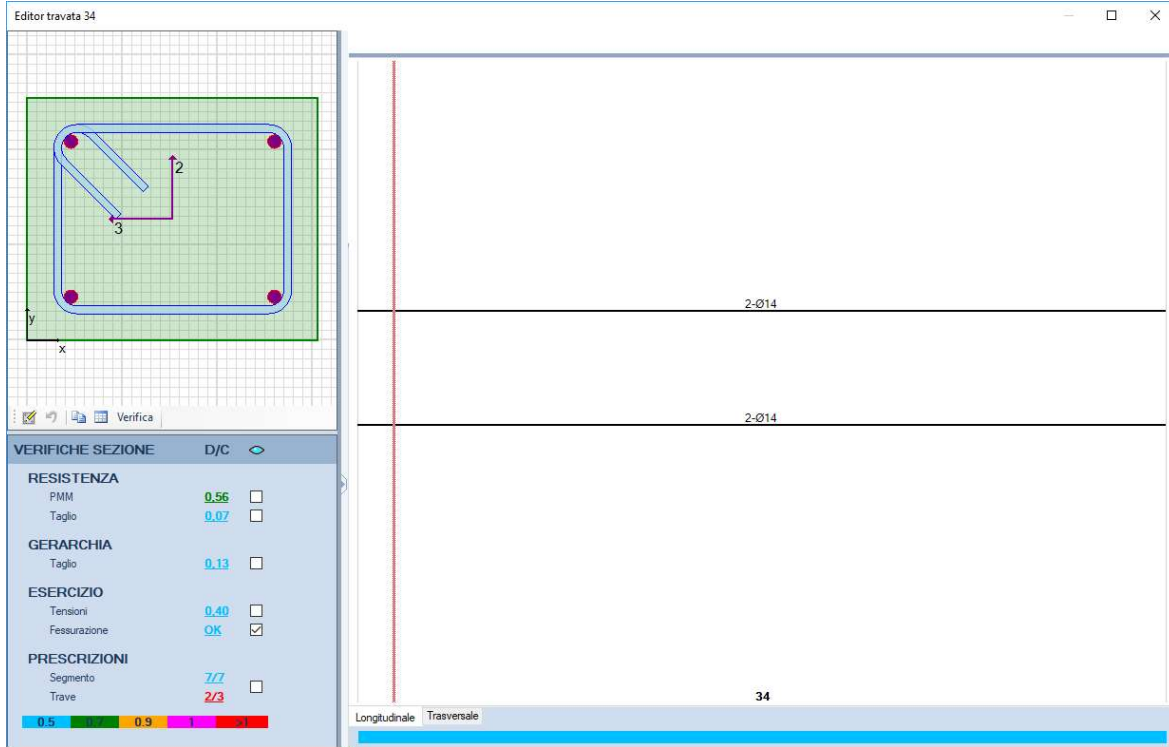 Editor travata 34
2
3
y
x
Verifica
VERIFICHE SEZIONE D/C
RESISTENZA
PMM 0,56
Taglio 0,07
GERARCHIA
Taglio 0,13
ESERCIZIO
Tensioni 0,40
Fessurazione OK
PRESCRIZIONI
Segmento 7/7
Trave 2/3
0.5 0.7 0.9 1 >1
2-Ø14
2-Ø14
34
Longitudinale Trasversale